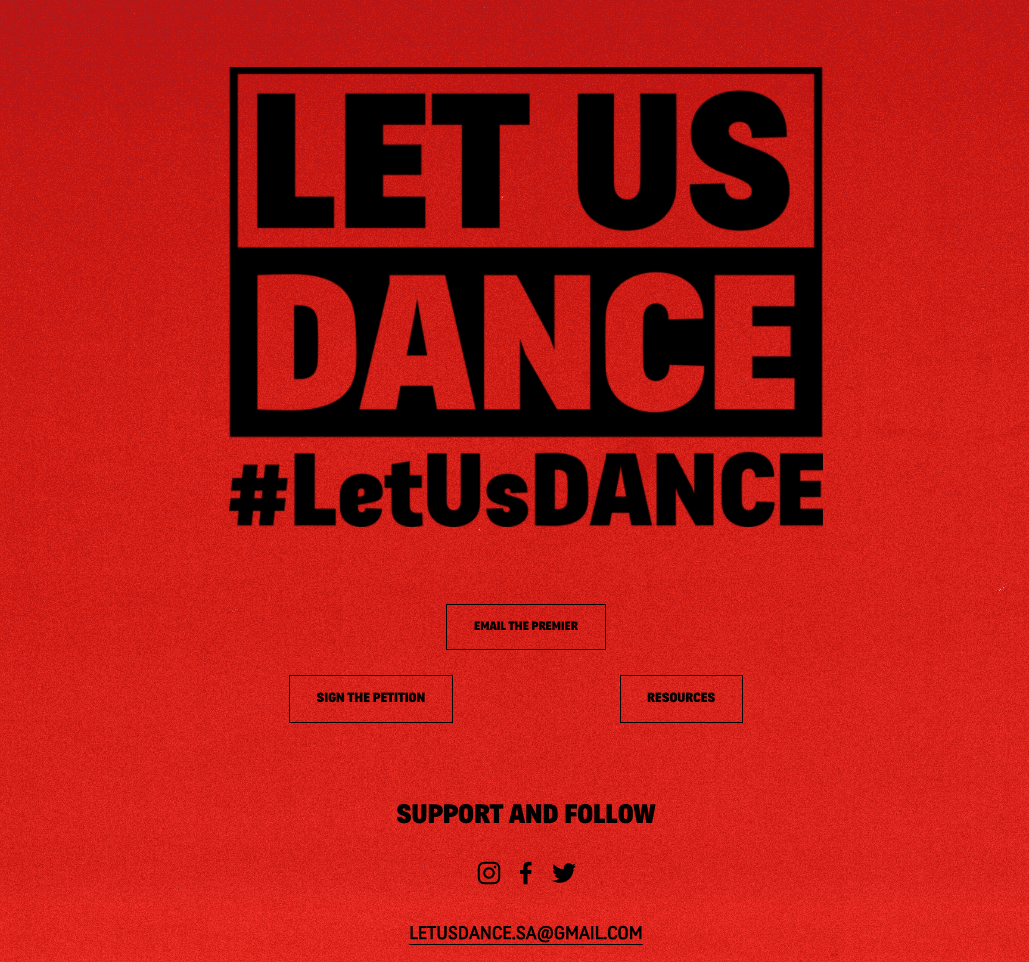 LET US
DANCE
#LetUsDANCE
EMAIL THE PREMIER
SIGN THE PETITION
RESOURCES
SUPPORT AND FOLLOW
LETUSDANCE.SA@GMAIL.COM